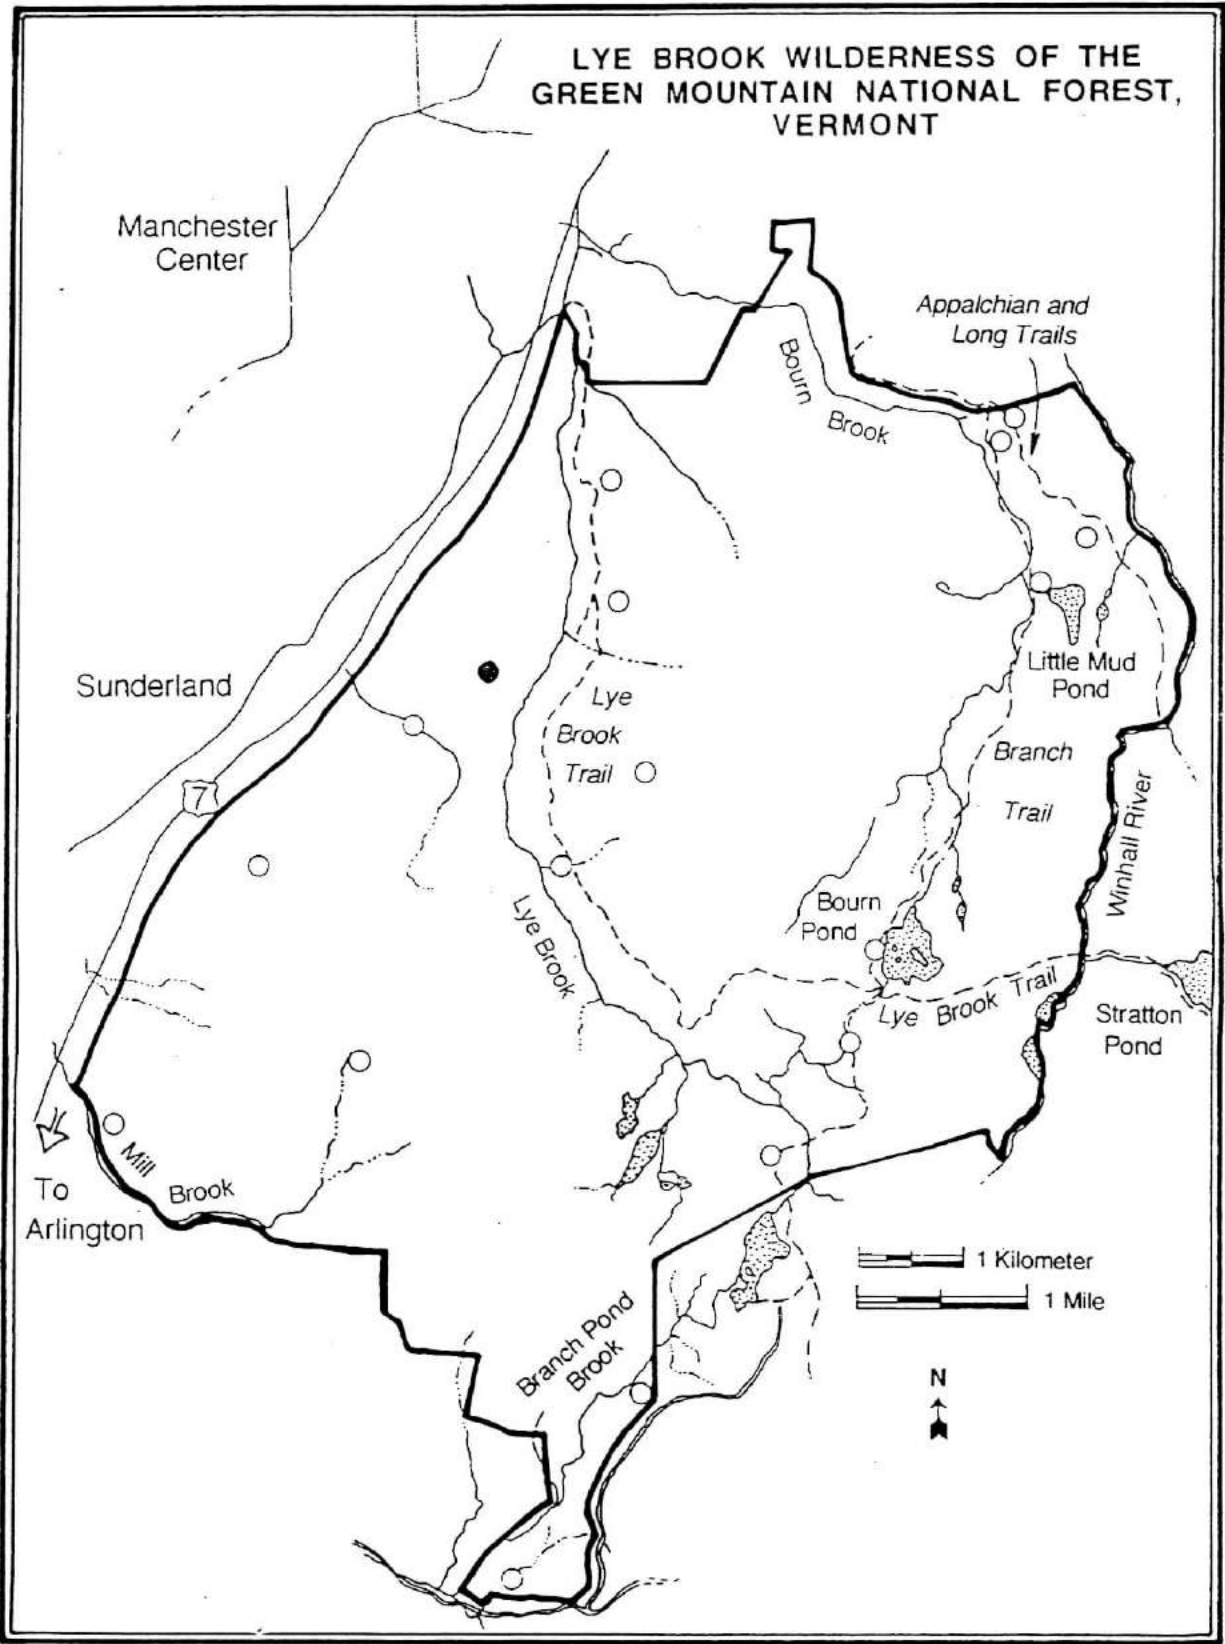 LYE BROOK WILDERNESS OF THE
GREEN MOUNTAIN NATIONAL FOREST,
VERMONT
Manchester
Center
Appalchian and
Long Trails
Bourn
Brook
Sunderland
Little Mud
Pond
Lye
Brook
Trail
Branch
Trail
7
Winhall River
Bourn
Pond
Lye Brook
Lye Brook Trail
Stratton
Pond
Mill
Brook
To
Arlington
1 Kilometer
1 Mile
Branch Pond
Brook
N